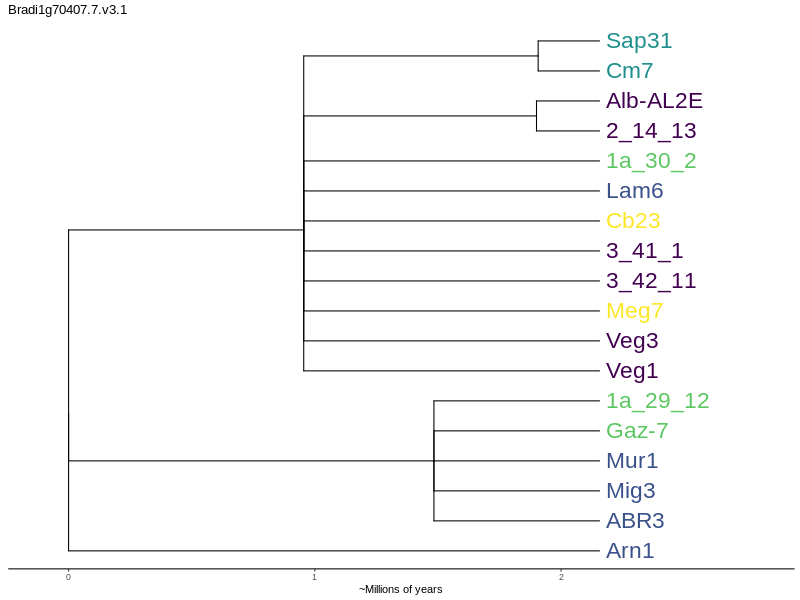 Bradi1g70407.7.v3.1
Sap31
Cm7
Alb-AL2E
2_14_13
1a_30_2
Lam6
Cb23
3_41_1
3_42_11
Meg7
Veg3
Veg1
1a_29_12
Gaz-7
Mur1
Mig3
ABR3
Arn1
0 1 2
~Millions of years